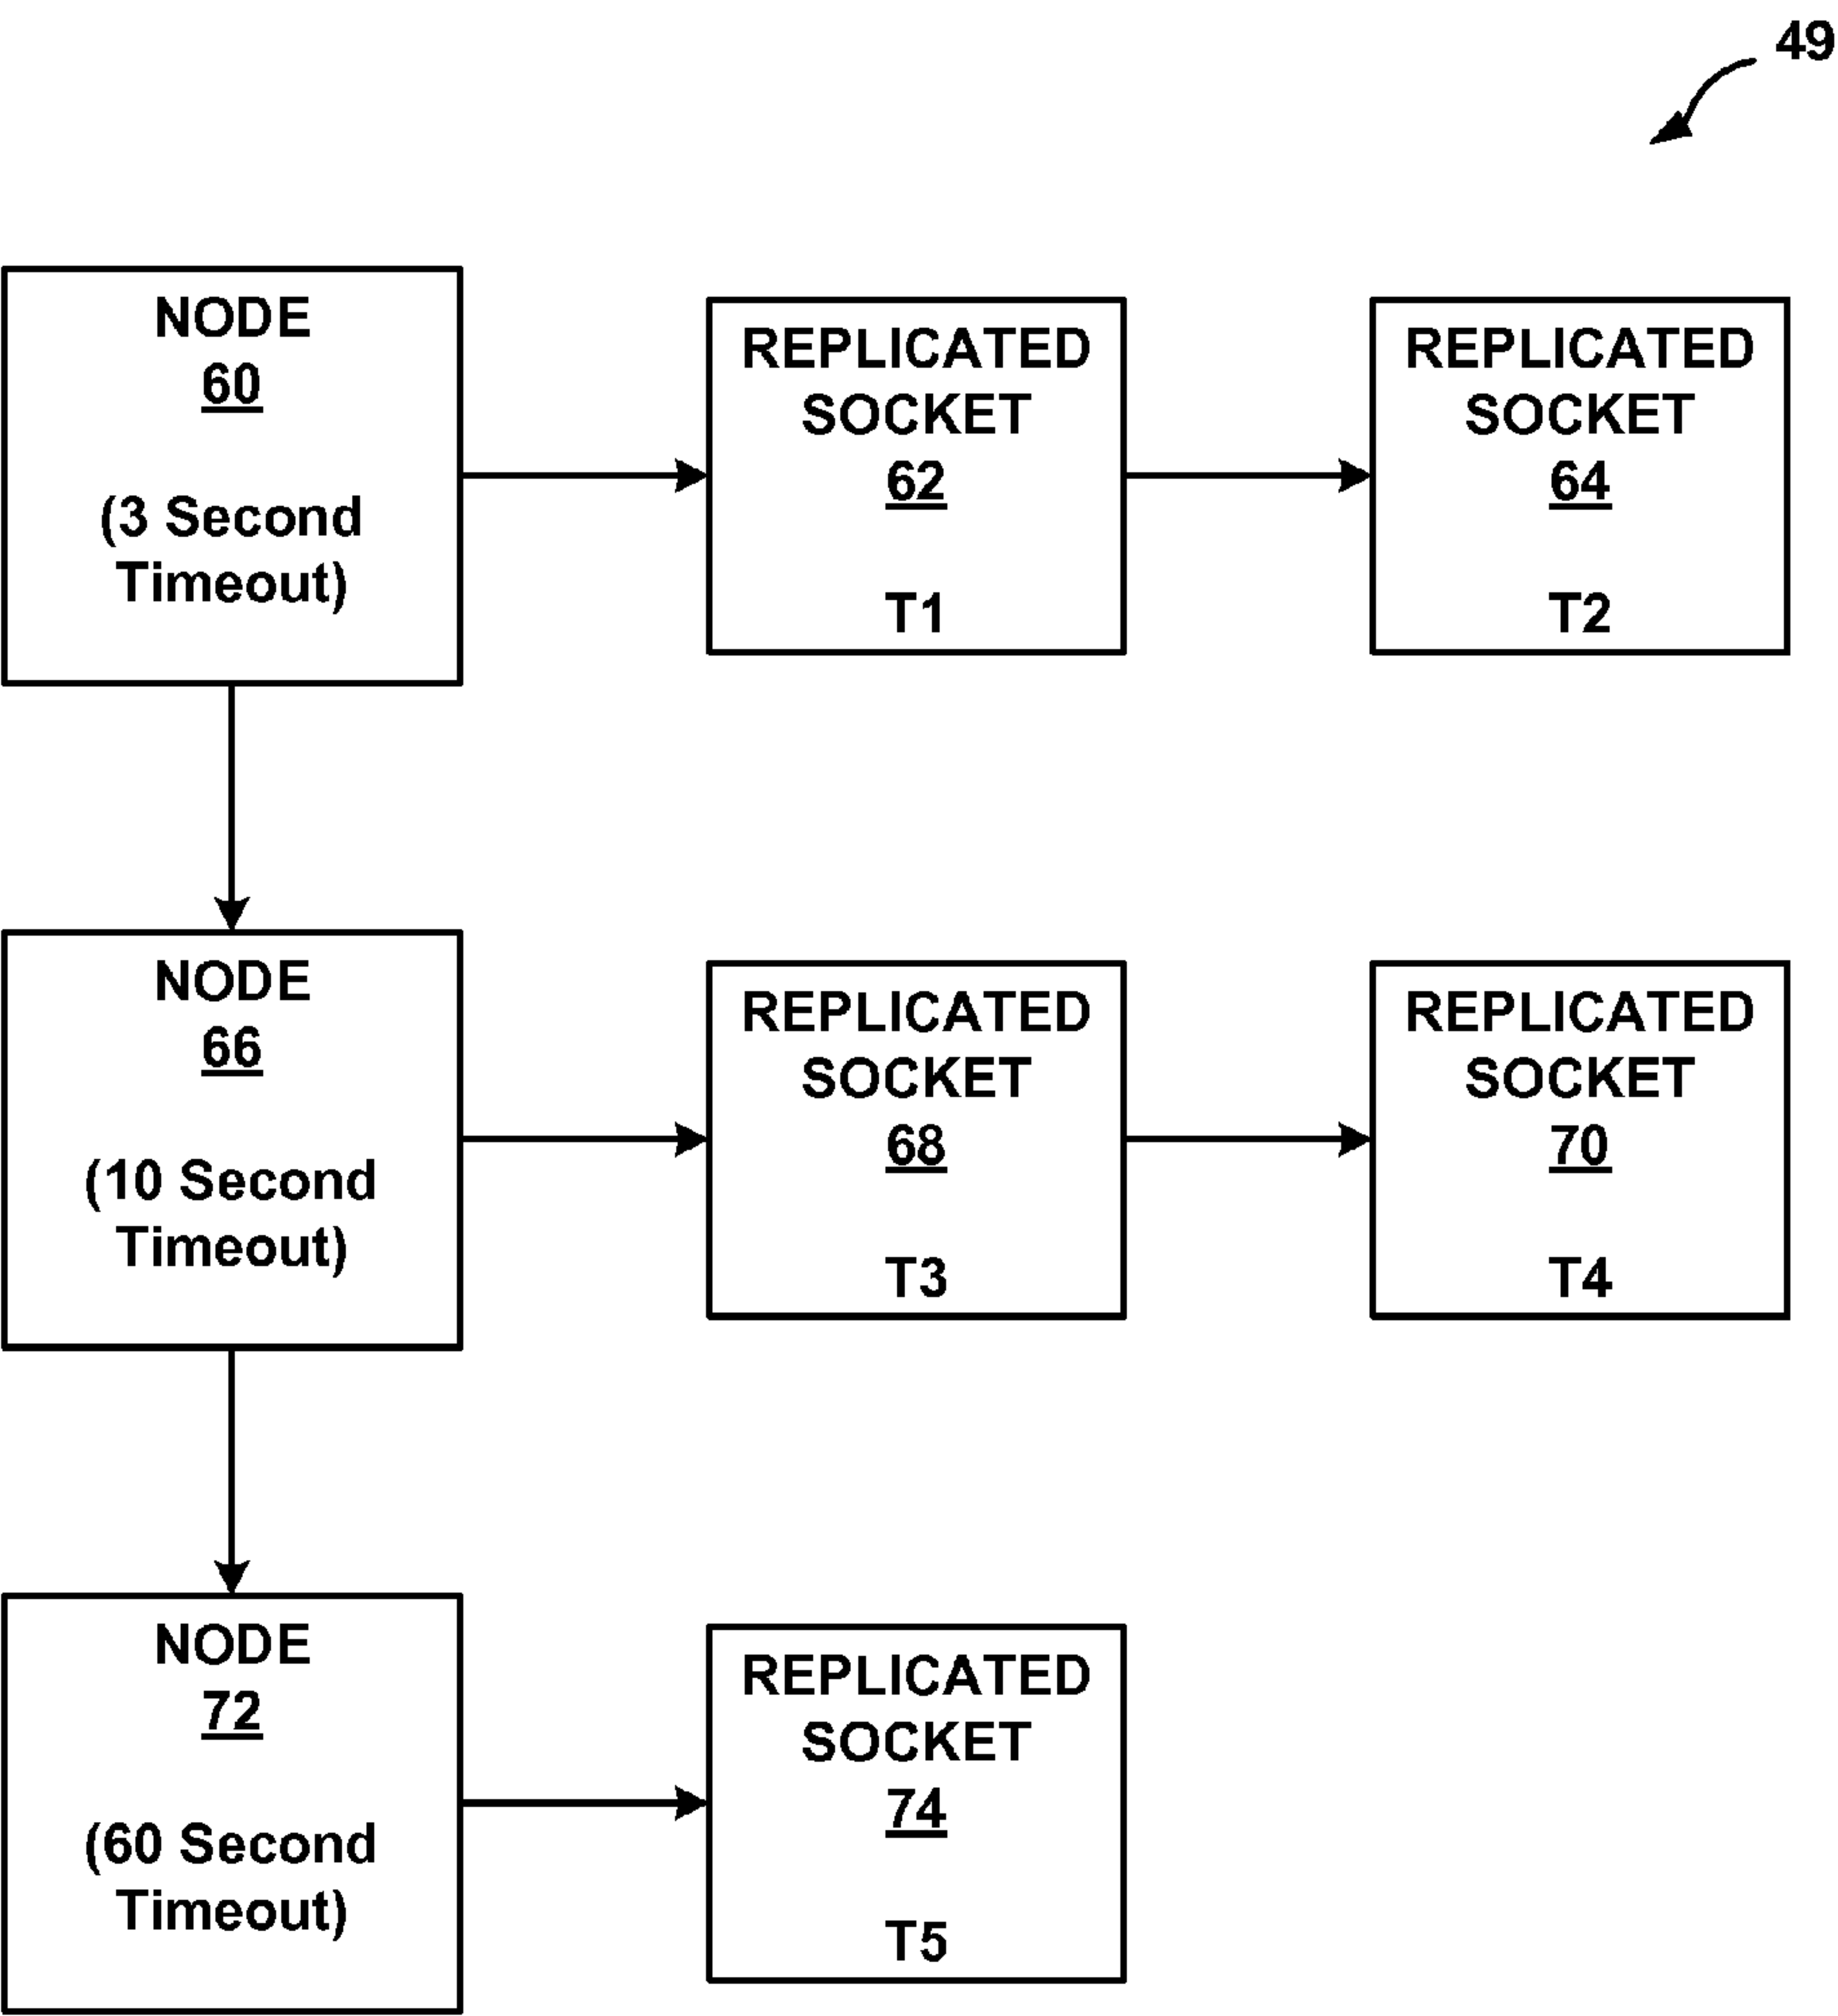 49
NODE
60
(3 Second
Timeout)
REPLICATED
SOCKET
62
T1
REPLICATED
SOCKET
64
T2
NODE
66
(10 Second
Timeout)
REPLICATED
SOCKET
68
T3
REPLICATED
SOCKET
70
T4
NODE
72
(60 Second
Timeout)
REPLICATED
SOCKET
74
T5